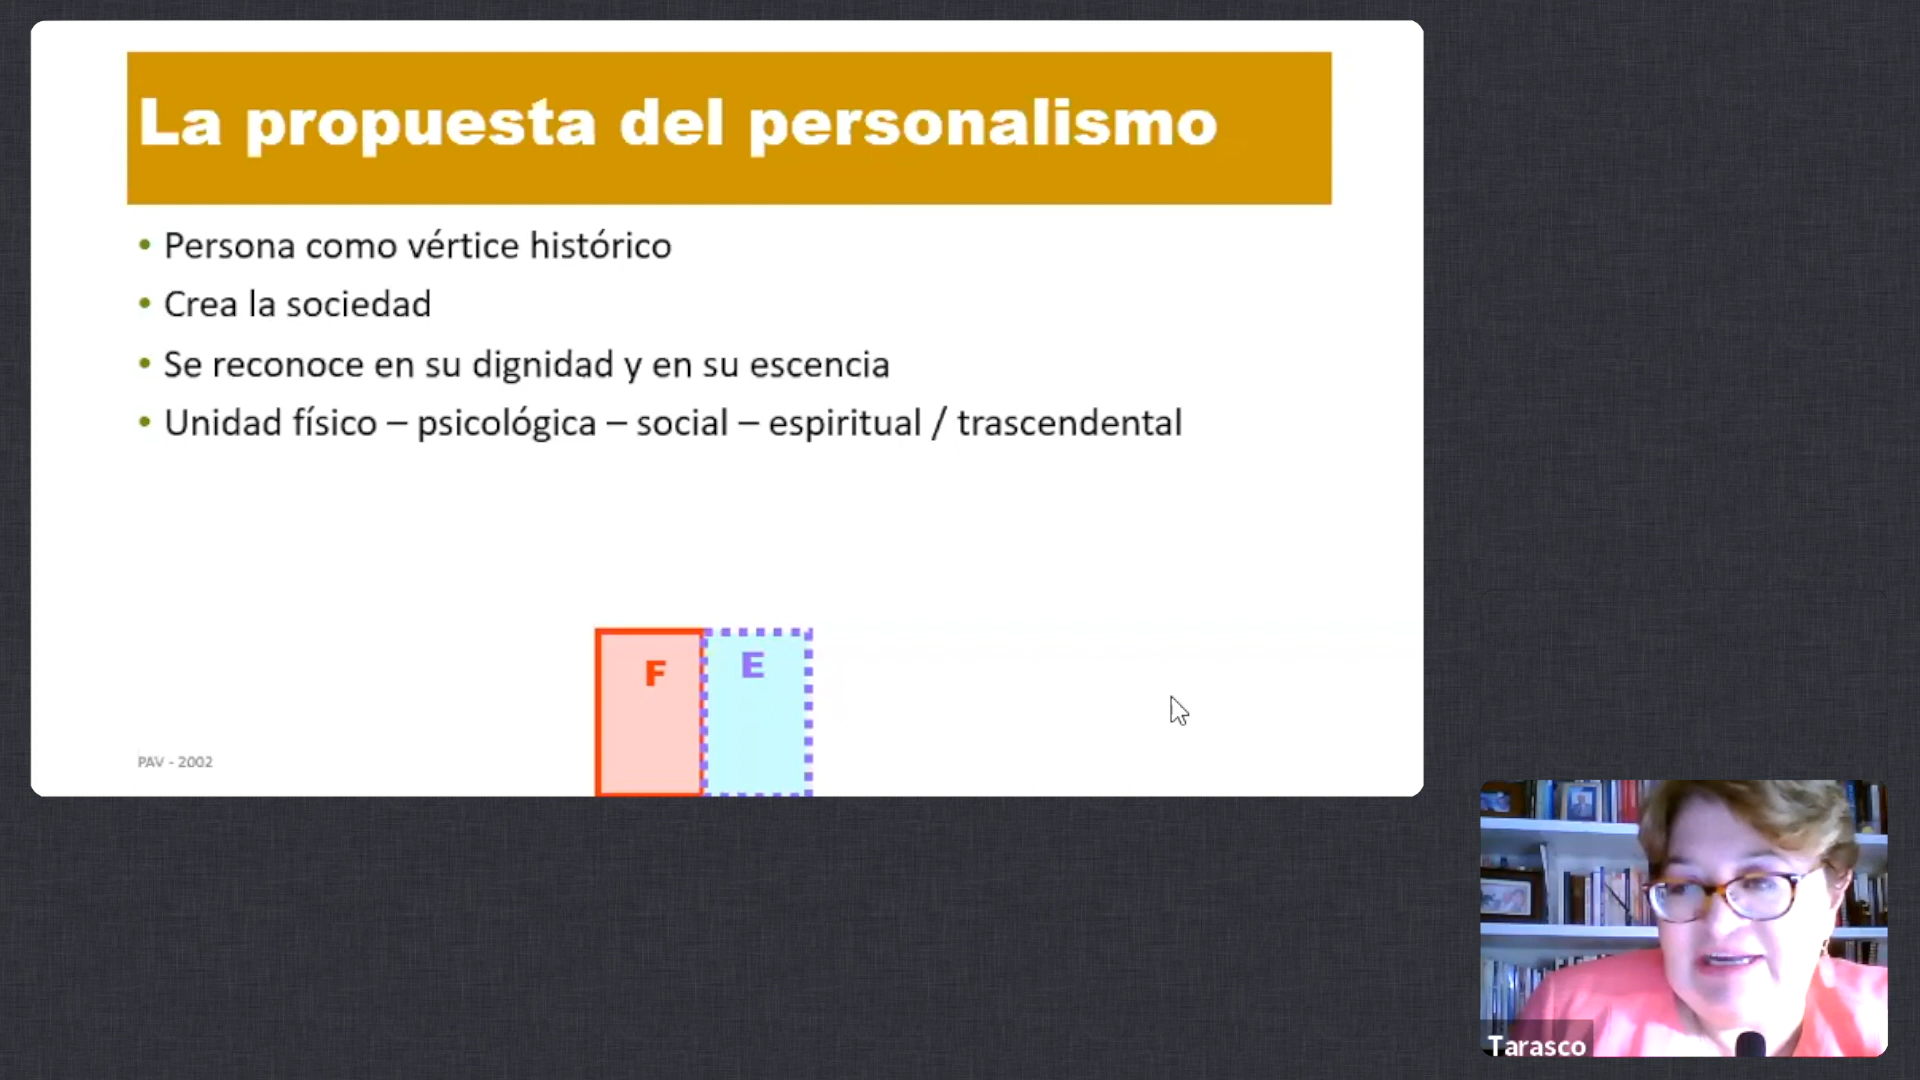 La propuesta del personalismo
• Persona como vértice histórico
• Crea la sociedad
• Se reconoce en su dignidad y en su escencia
• Unidad físico – psicológica – social – espiritual / trascendental
F
E
PAV - 2002
Tarasco